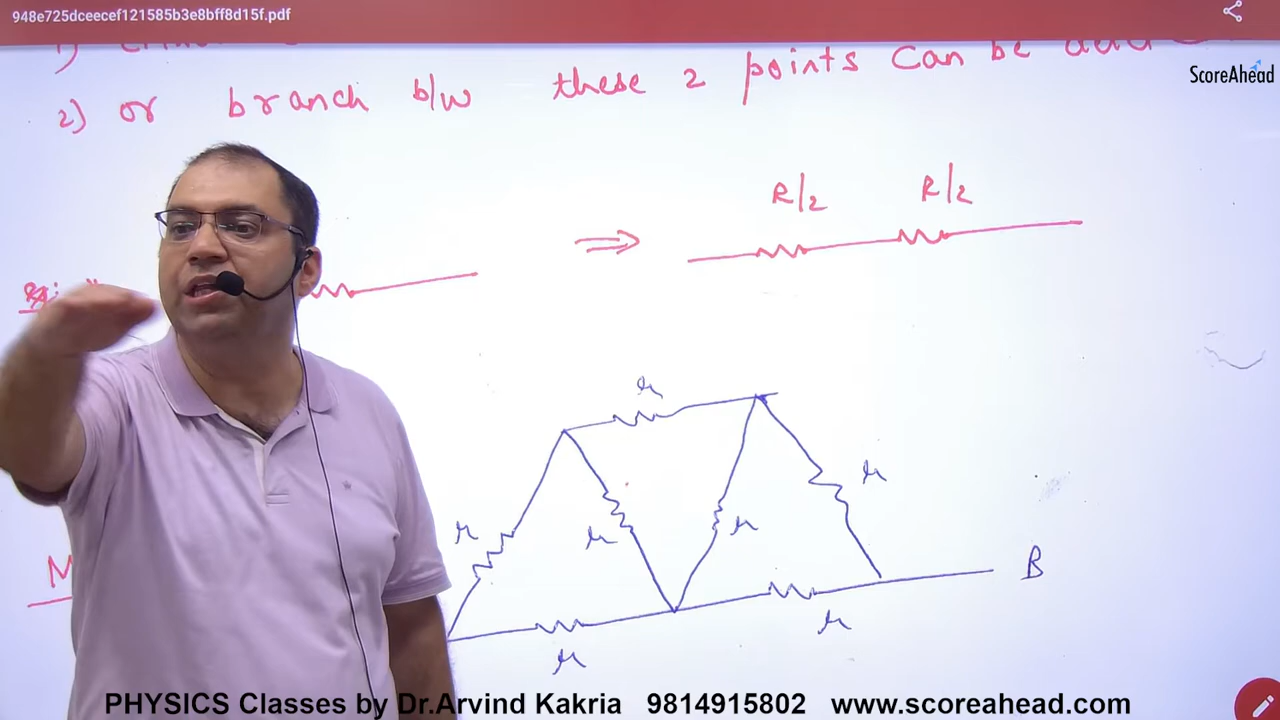 948e725dceecef121585b3e8bff8d15f.pdf
ScoreAhead
2) or branch b/w these 2 points can be
R/2 R/2
r
r
r
r
r
B
r
r
PHYSICS Classes by Dr.Arvind Kakria 9814915802 www.scoreahead.com